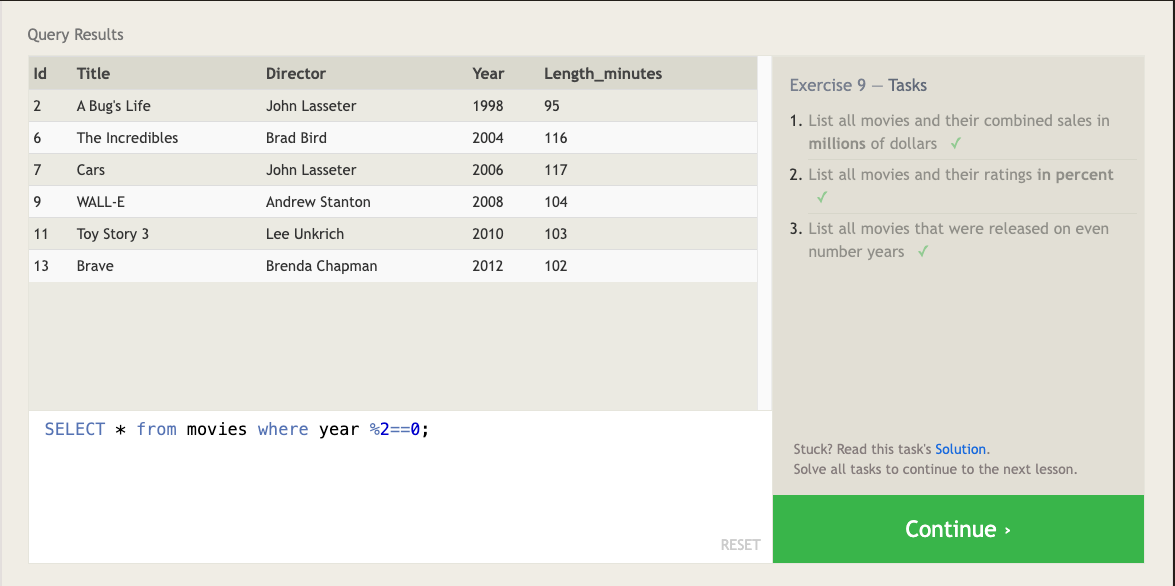 Query Results
Id Title Director Year Length_minutes
2 A Bug's Life John Lasseter 1998 95
6 The Incredibles Brad Bird 2004 116
7 Cars John Lasseter 2006 117
9 WALL-E Andrew Stanton 2008 104
11 Toy Story 3 Lee Unkrich 2010 103
13 Brave Brenda Chapman 2012 102
SELECT * from movies where year %2==0;
RESET
Exercise 9 — Tasks
1. List all movies and their combined sales in
millions of dollars ✓
2. List all movies and their ratings in percent
✓
3. List all movies that were released on even
number years ✓
Stuck? Read this task's Solution.
Solve all tasks to continue to the next lesson.
Continue ›